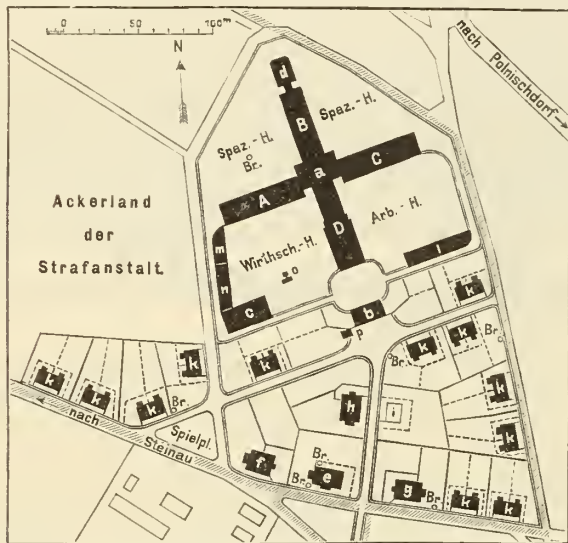 0 50 100m
N
nach Polnischdorf
d
B
Spaz.-H.
Spaz.-H.
Br.
a
C
A
Ackerland
der
Strafanstalt.
Wirthsch.-H.
D
Arb.-H.
m
n
o
l
c
b
k
p
k
k
k
k
Br.
k
k
Br.
k
k
k
Br.
h
i
k
nach
Steinau
Spielpl.
f
Br.
e
Br.
g
Br.
k
k